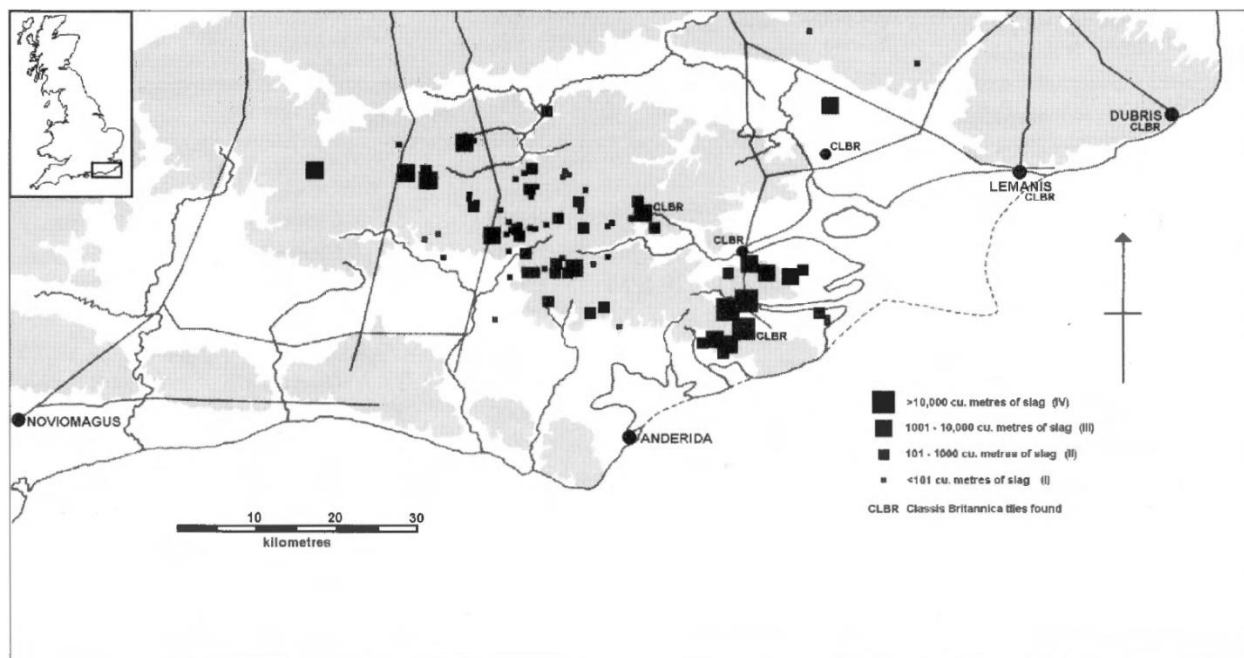 DUBRIS
CLBR
CLBR
LEMANIS
CLBR
CLBR
CLBR
CLBR
NOVIOMAGUS
ANDERIDA
>10,000 cu. metres of slag (IV)
1001 - 10,000 cu. metres of slag (III)
101 - 1000 cu. metres of slag (II)
<101 cu. metres of slag (I)
CLBR Classis Britannica tiles found
10 20 30
kilometres